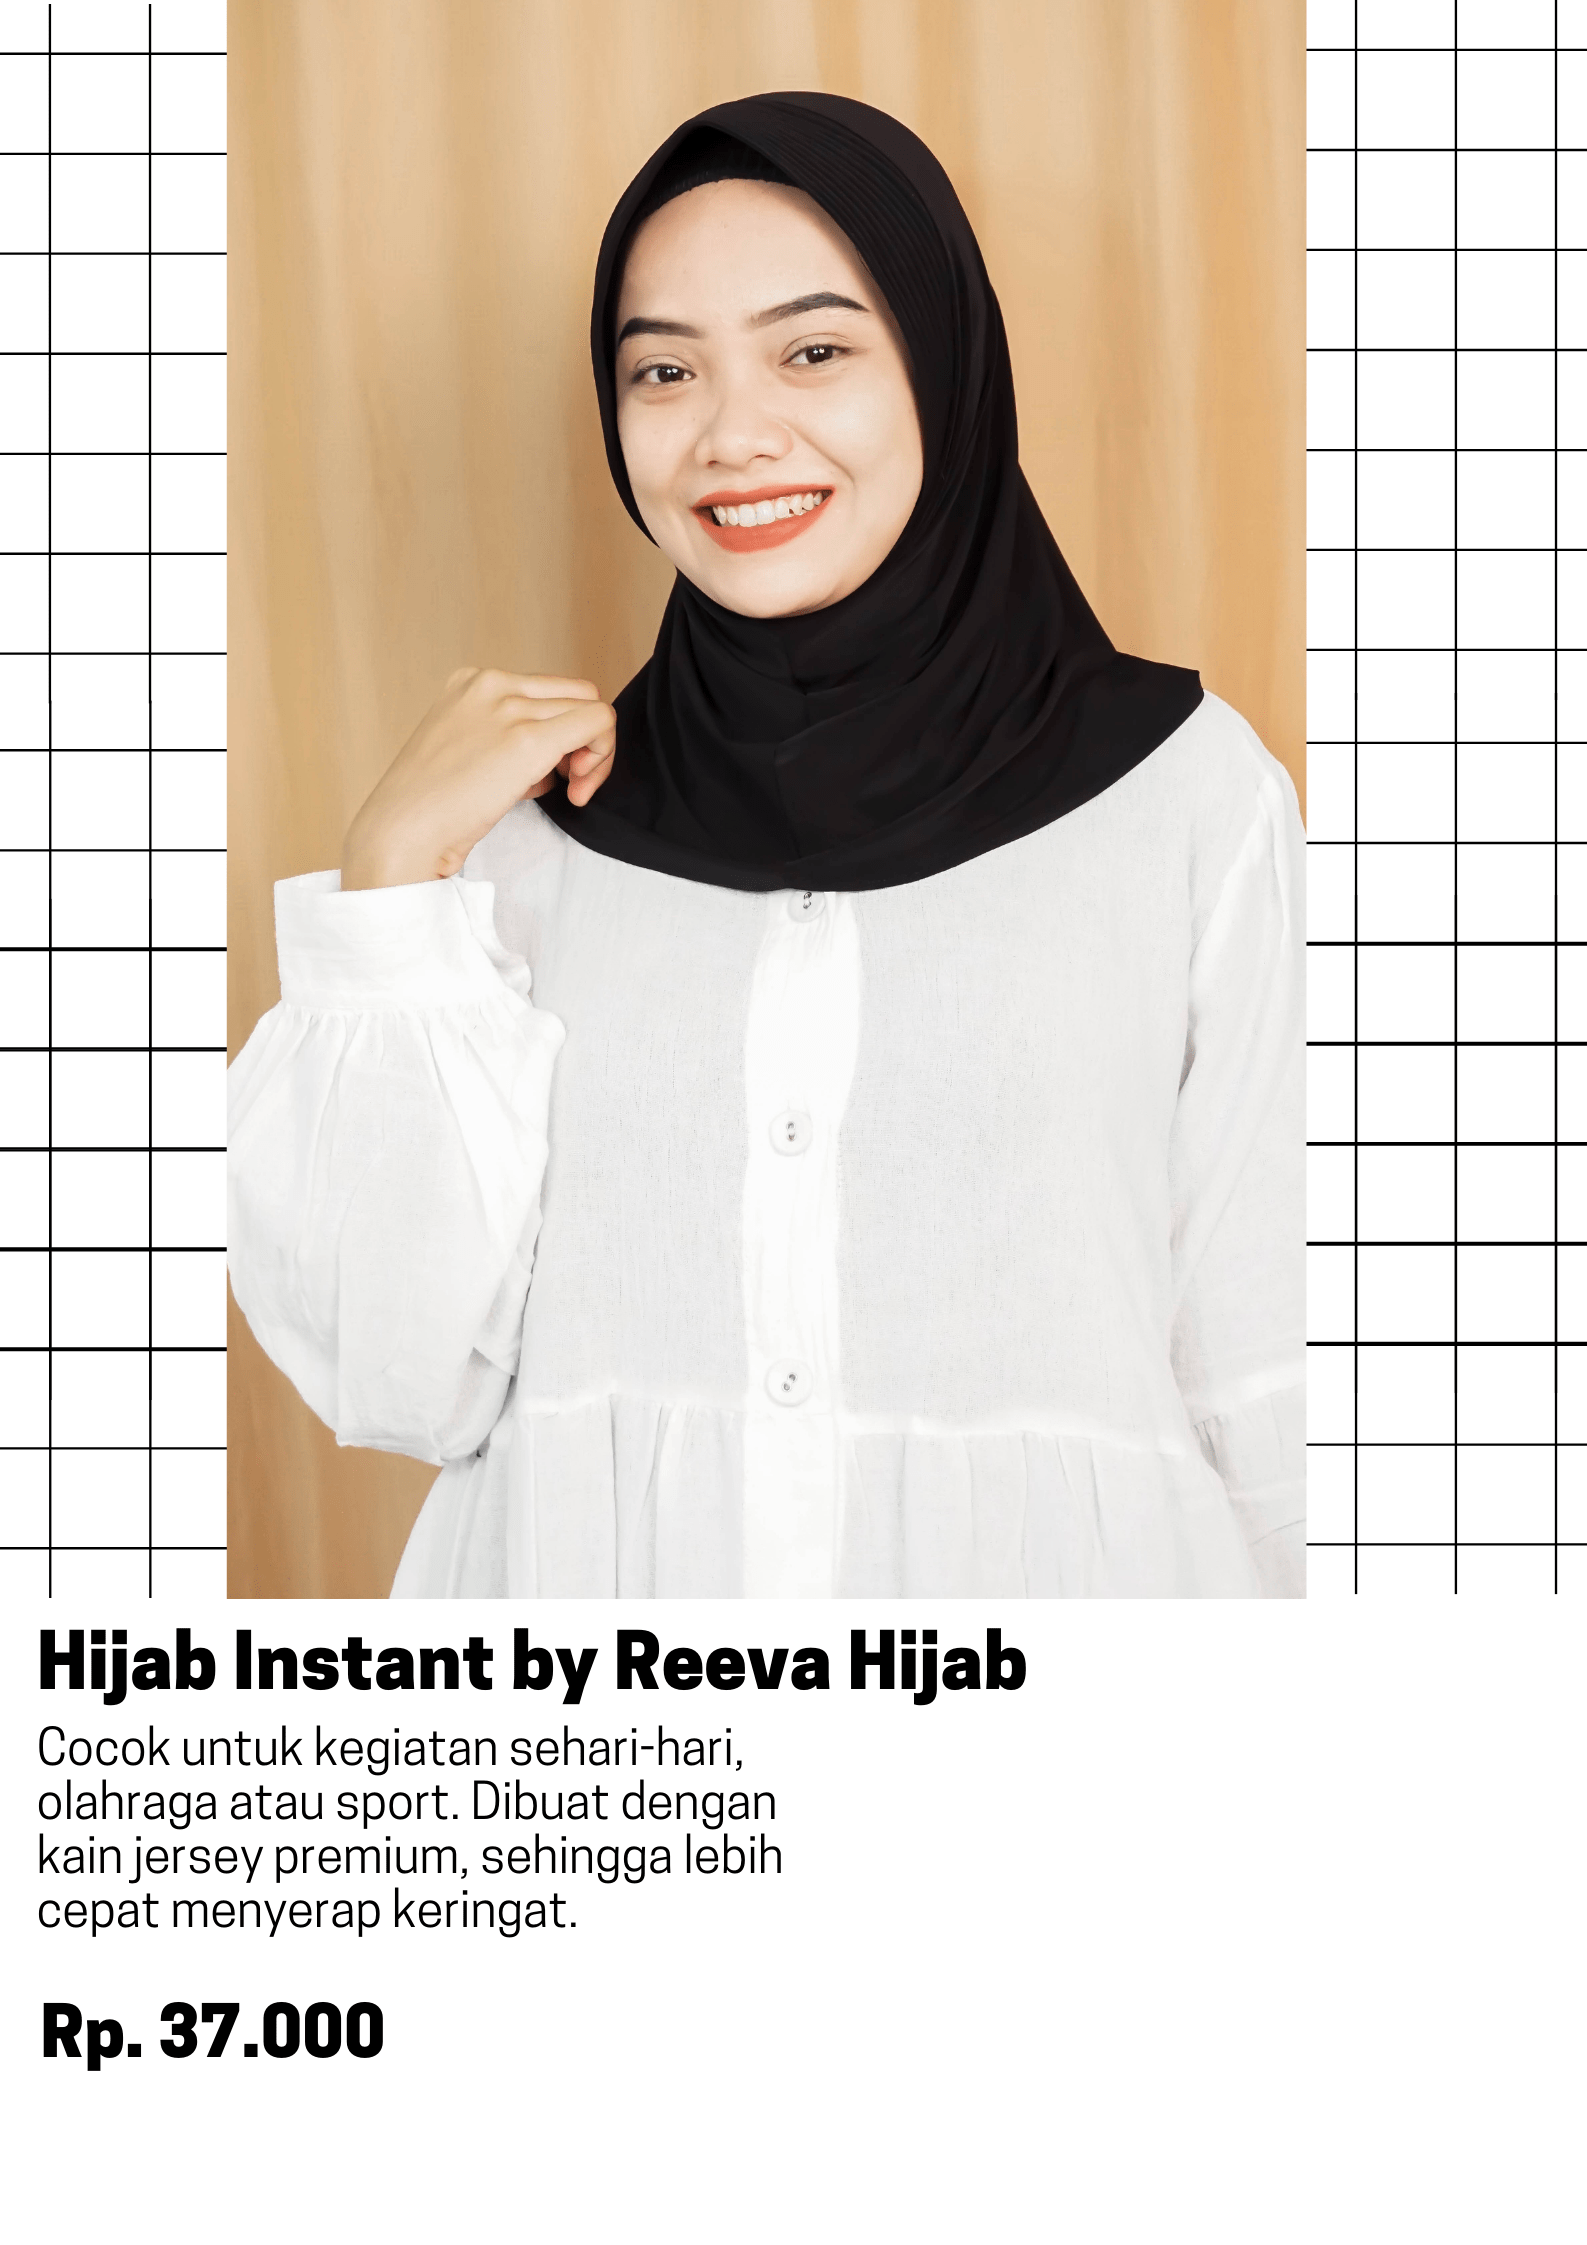 Hijab Instant by Reeva Hijab
Cocok untuk kegiatan sehari-hari,
olahraga atau sport. Dibuat dengan
kain jersey premium, sehingga lebih
cepat menyerap keringat.
Rp. 37.000